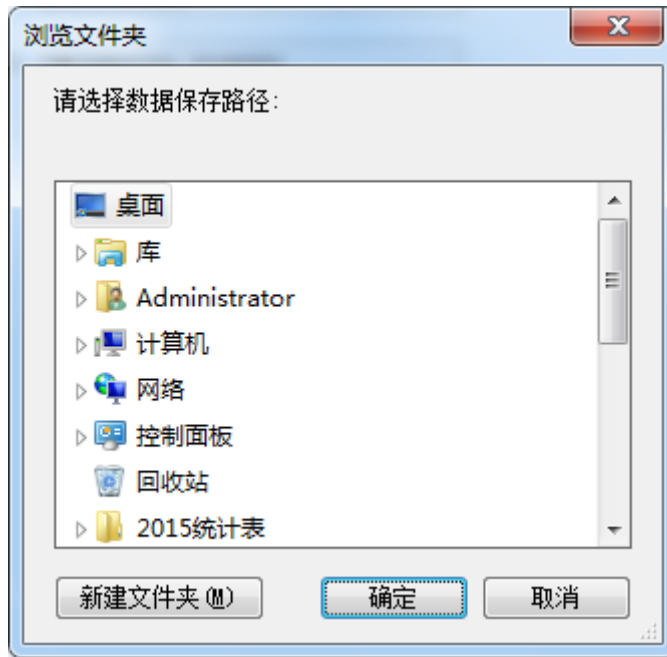 浏览文件夹
请选择数据保存路径:
桌面
库
Administrator
计算机
网络
控制面板
回收站
2015统计表
新建文件夹(M)
确定
取消